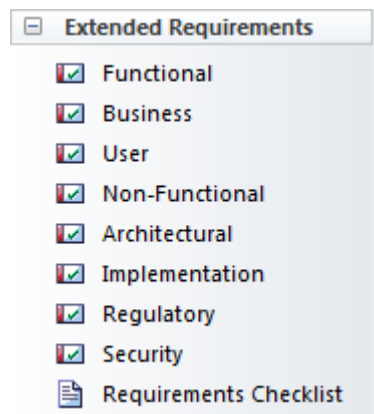 Extended Requirements
Functional
Business
User
Non-Functional
Architectural
Implementation
Regulatory
Security
Requirements Checklist